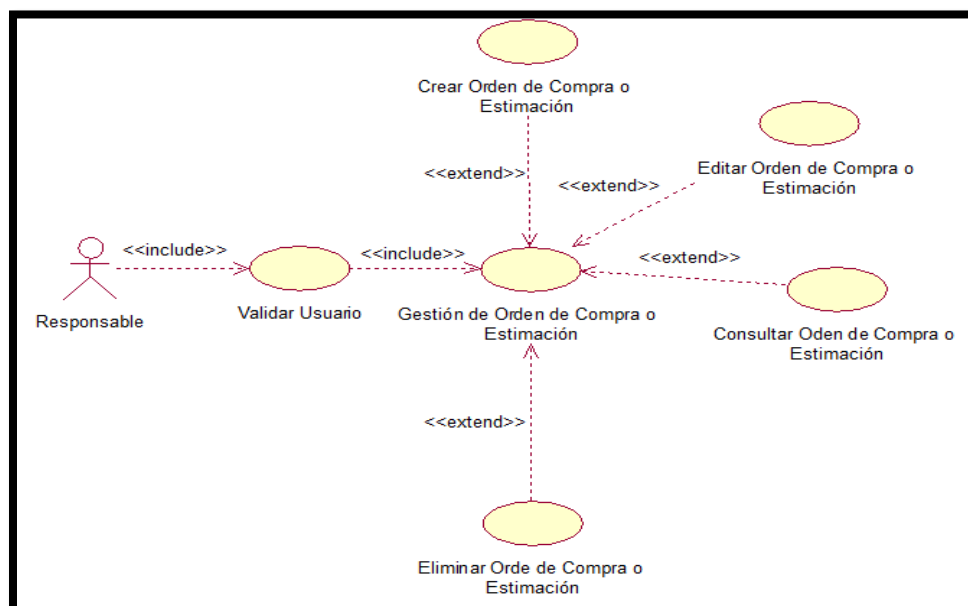 Crear Orden de Compra o
Estimación
<<extend>>
Editar Orden de Compra o
Estimación
<<extend>>
<<include>>
<<include>>
<<extend>>
Responsable
Validar Usuario
Gestión de Orden de Compra o
Estimación
Consultar Oden de Compra o
Estimación
<<extend>>
Eliminar Orde de Compra o
Estimación